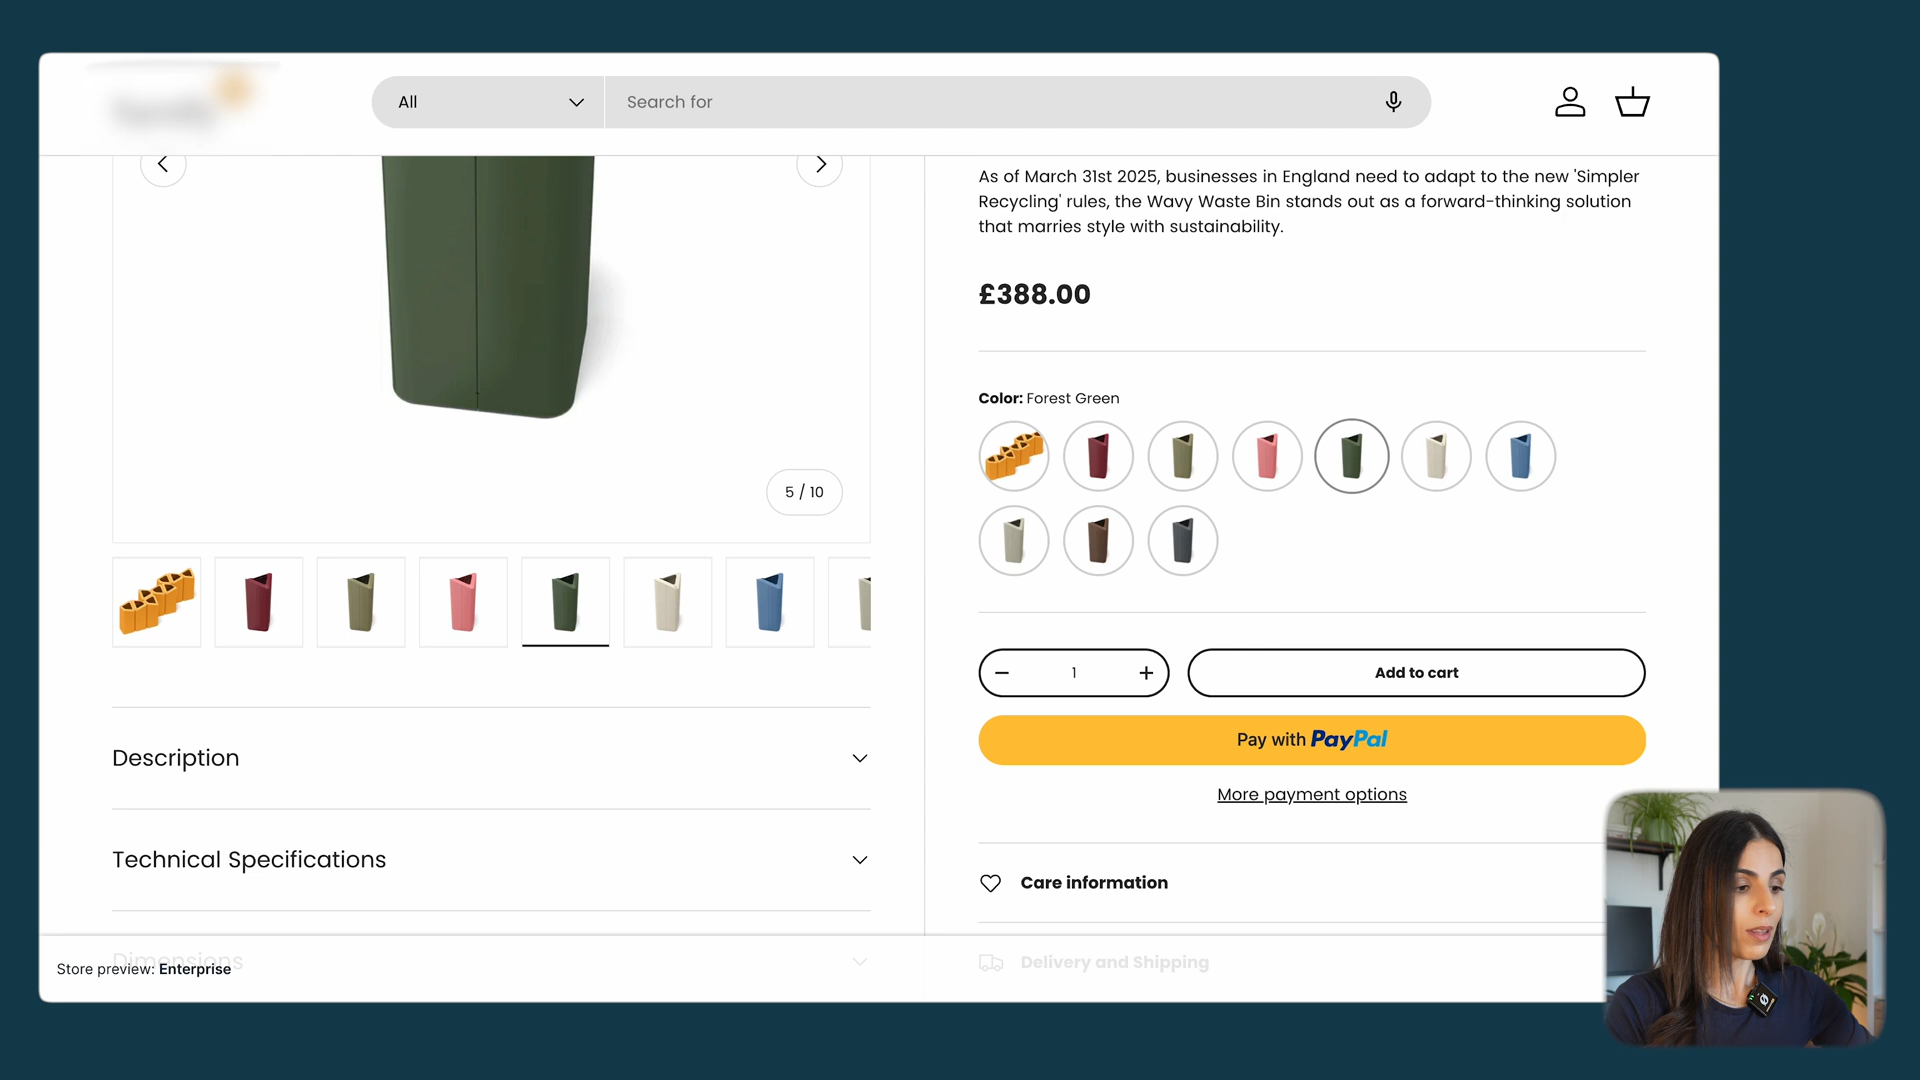 All
Search for
As of March 31st 2025, businesses in England need to adapt to the new 'Simpler
Recycling' rules, the Wavy Waste Bin stands out as a forward-thinking solution
that marries style with sustainability.
£388.00
Color: Forest Green
5 / 10
1
Add to cart
Pay with PayPal
More payment options
Description
Technical Specifications
Care information
Dimensions
Store preview: Enterprise
Delivery and Shipping